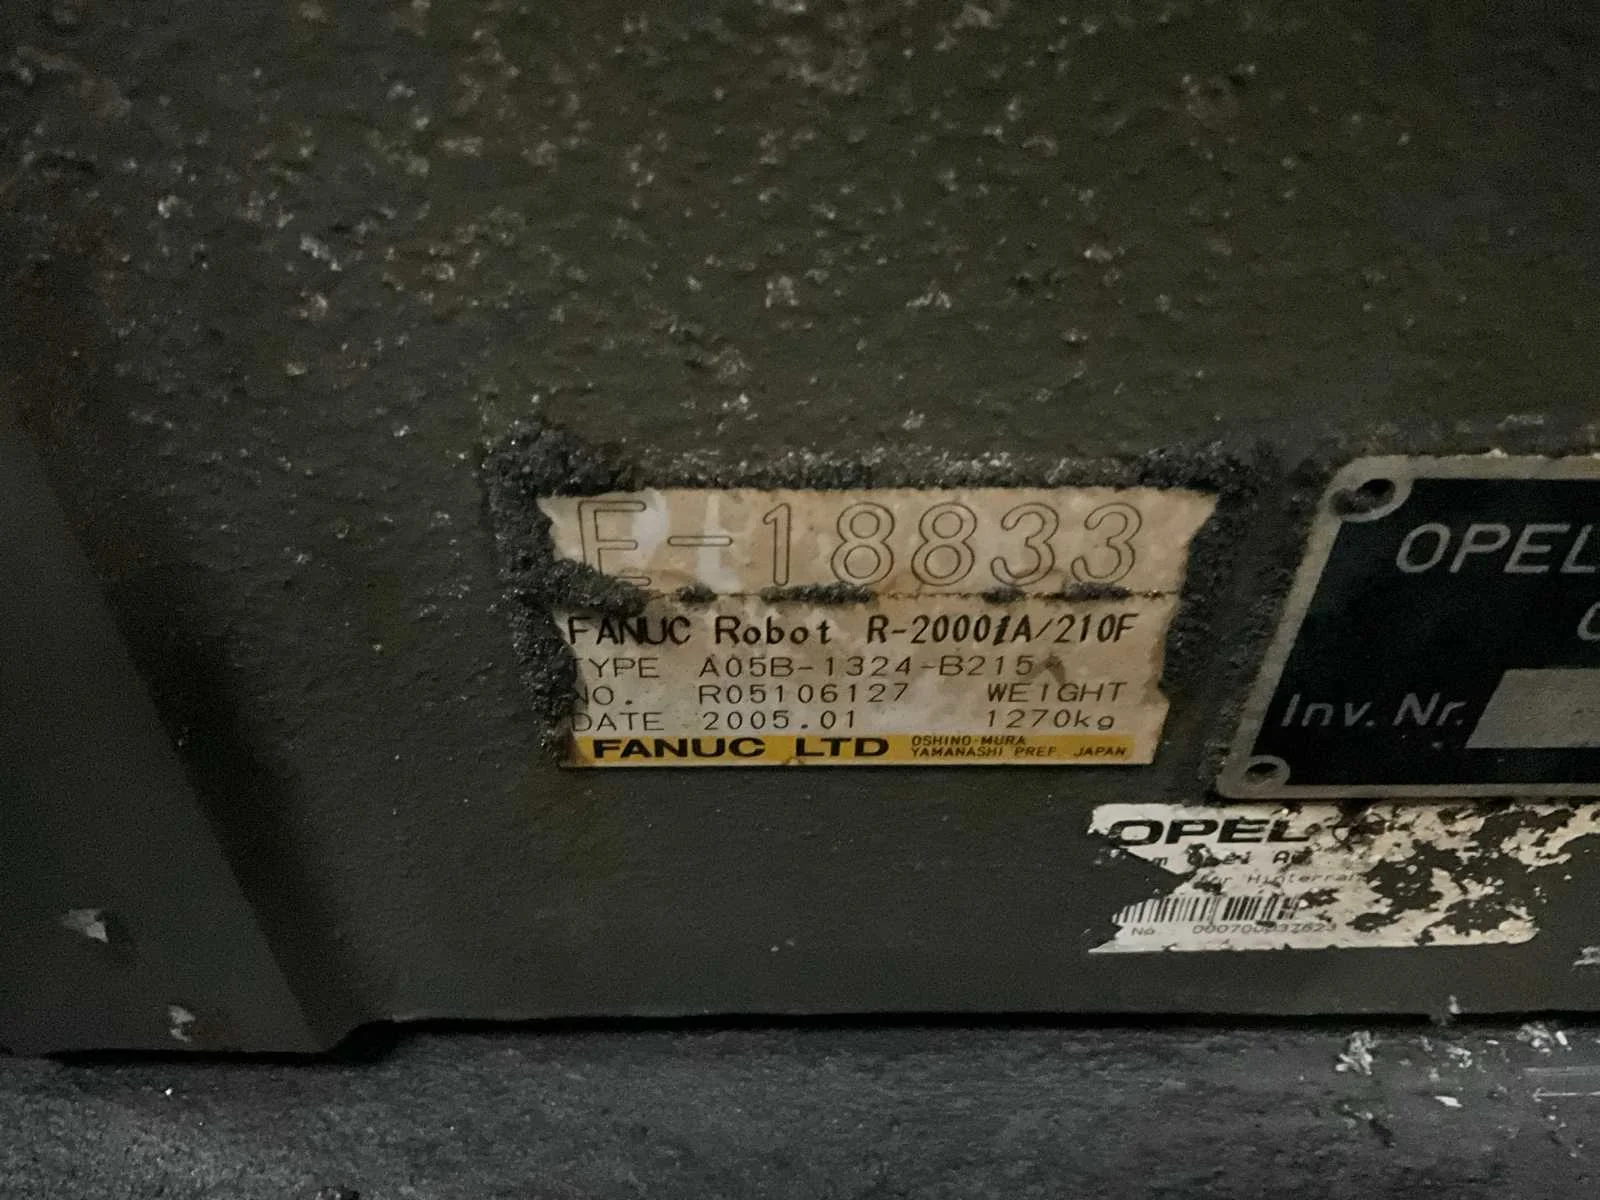 E-18833
FANUC Robot R-2000iA/210F
TYPE A05B-1324-B215
NO. R05106127 WEIGHT
DATE 2005.01 1270kg
FANUC LTD OSHINO-MURA
YAMANASHI PREF. JAPAN
OPEL
Inv. Nr.
OPEL
No.